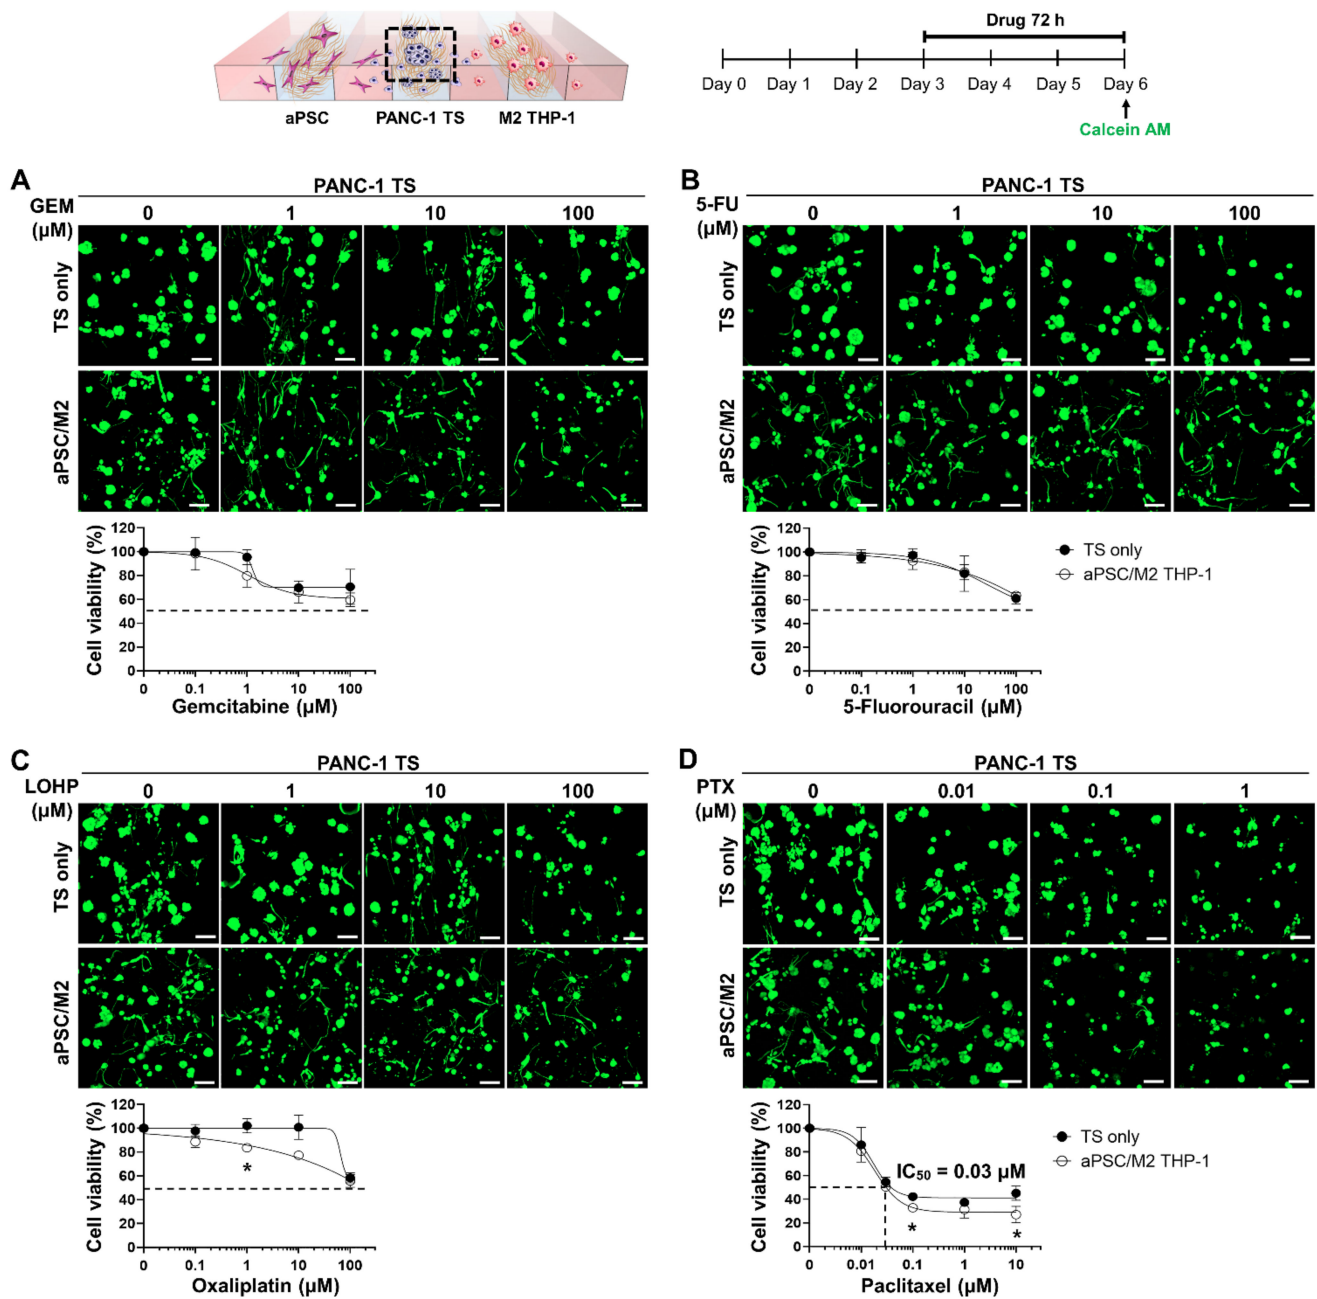 aPSC
PANC-1 TS
M2 THP-1
Drug 72 h
Day 0
Day 1
Day 2
Day 3
Day 4
Day 5
Day 6
Calcein AM
A
PANC-1 TS
GEM
(µM)
0
1
10
100
TS only
aPSC/M2
Cell viability (%)
120
100
80
60
40
20
0
0
0.1
1
10
100
Gemcitabine (µM)
B
PANC-1 TS
5-FU
(µM)
0
1
10
100
TS only
aPSC/M2
Cell viability (%)
120
100
80
60
40
20
0
0
0.1
1
10
100
5-Fluorouracil (µM)
TS only
aPSC/M2 THP-1
C
PANC-1 TS
LOHP
(µM)
0
1
10
100
TS only
aPSC/M2
Cell viability (%)
120
100
80
60
40
20
0
*
0
0.1
1
10
100
Oxaliplatin (µM)
D
PANC-1 TS
PTX
(µM)
0
0.01
0.1
1
TS only
aPSC/M2
Cell viability (%)
120
100
80
60
40
20
0
IC50 = 0.03 µM
*
*
0
0.01
0.1
1
10
Paclitaxel (µM)
TS only
aPSC/M2 THP-1